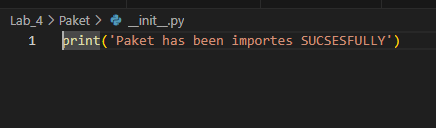 Lab_4 > Paket > __init__.py
1 print('Paket has been importes SUCSESFULLY')